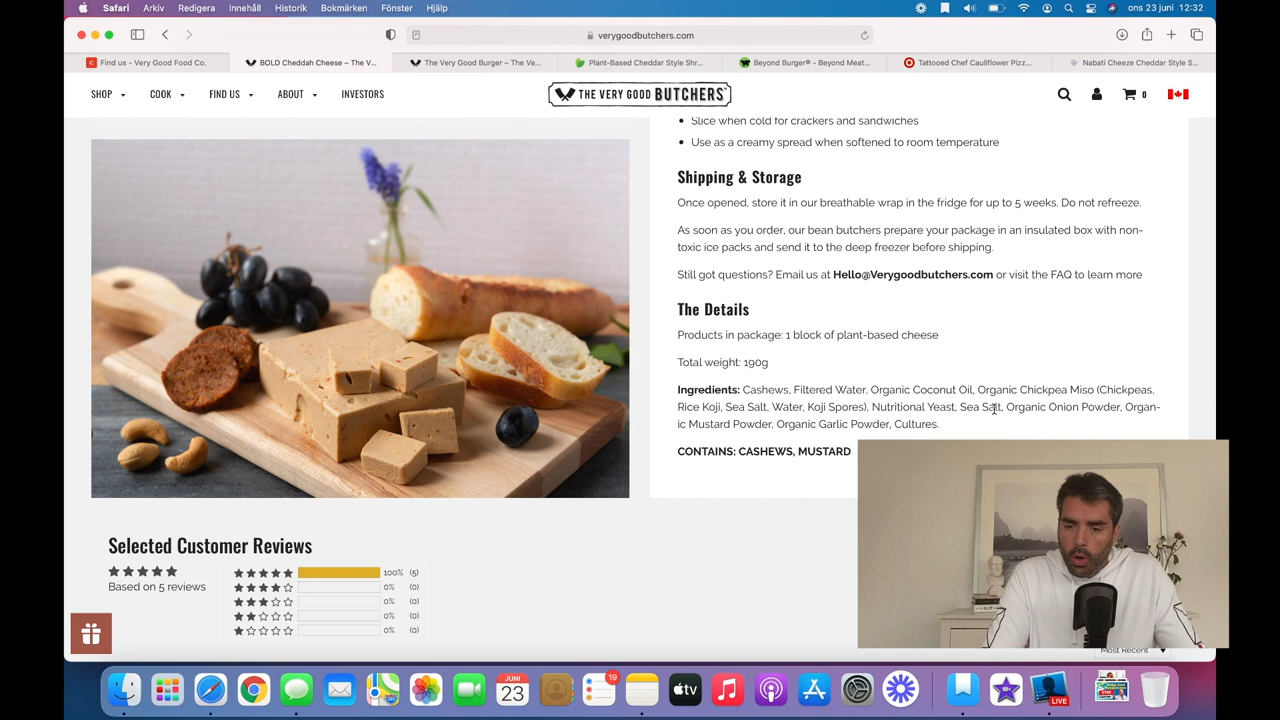 Safari Arkiv Redigera Innehåll Historik Bokmärken Fönster Hjälp ons 23 juni 12:32
verygoodbutchers.com
Find us - Very Good Food Co. BOLD Cheddah Cheese – The V... The Very Good Burger – The Ve... Plant-Based Cheddar Style Shr... Beyond Burger® - Beyond Meat... Tattooed Chef Cauliflower Pizz... Nabati Cheeze Cheddar Style S...
SHOP COOK FIND US ABOUT INVESTORS THE VERY GOOD BUTCHERS 0
Slice when cold for crackers and sandwiches
Use as a creamy spread when softened to room temperature
Shipping & Storage
Once opened, store it in our breathable wrap in the fridge for up to 5 weeks. Do not refreeze.
As soon as you order, our bean butchers prepare your package in an insulated box with non-
toxic ice packs and send it to the deep freezer before shipping.
Still got questions? Email us at Hello@Verygoodbutchers.com or visit the FAQ to learn more
The Details
Products in package: 1 block of plant-based cheese
Total weight: 190g
Ingredients: Cashews, Filtered Water, Organic Coconut Oil, Organic Chickpea Miso (Chickpeas,
Rice Koji, Sea Salt, Water, Koji Spores), Nutritional Yeast, Sea Salt, Organic Onion Powder, Organ-
ic Mustard Powder, Organic Garlic Powder, Cultures.
CONTAINS: CASHEWS, MUSTARD
Selected Customer Reviews
Based on 5 reviews
100% (5)
0% (0)
0% (0)
0% (0)
0% (0)
Most Recent
JUNI
23
19
tv
LIVE